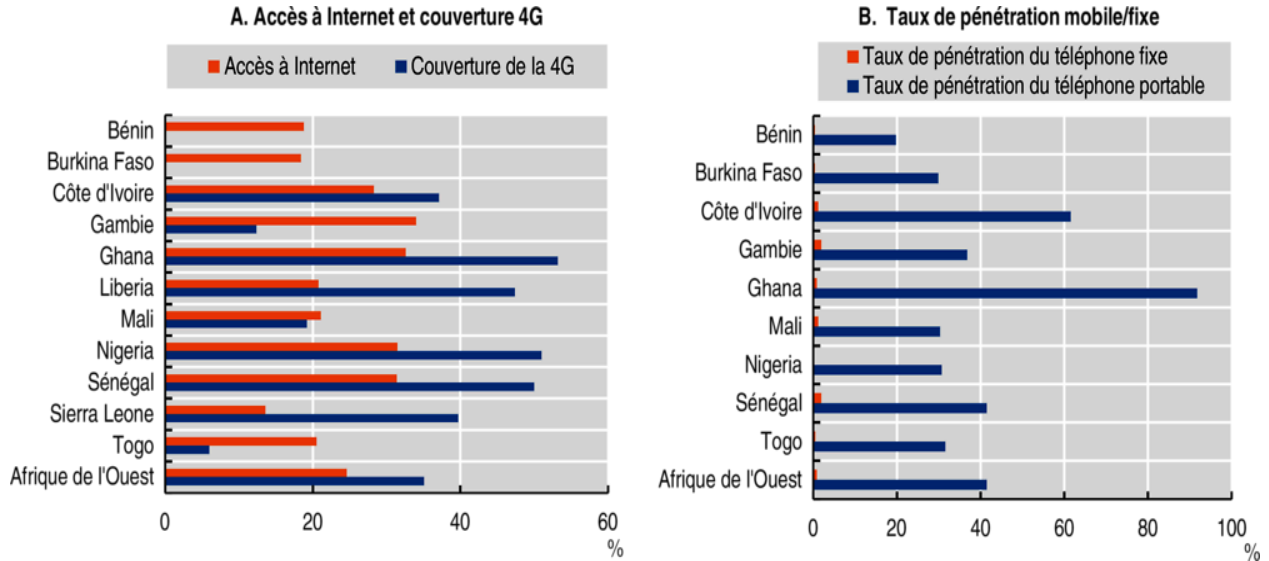 A. Accès à Internet et couverture 4G
Accès à Internet Couverture de la 4G
Bénin
Burkina Faso
Côte d'Ivoire
Gambie
Ghana
Liberia
Mali
Nigeria
Sénégal
Sierra Leone
Togo
Afrique de l'Ouest
0 20 40 60
%
B. Taux de pénétration mobile/fixe
Taux de pénétration du téléphone fixe
Taux de pénétration du téléphone portable
Bénin
Burkina Faso
Côte d'Ivoire
Gambie
Ghana
Mali
Nigeria
Sénégal
Togo
Afrique de l'Ouest
0 20 40 60 80 100
%